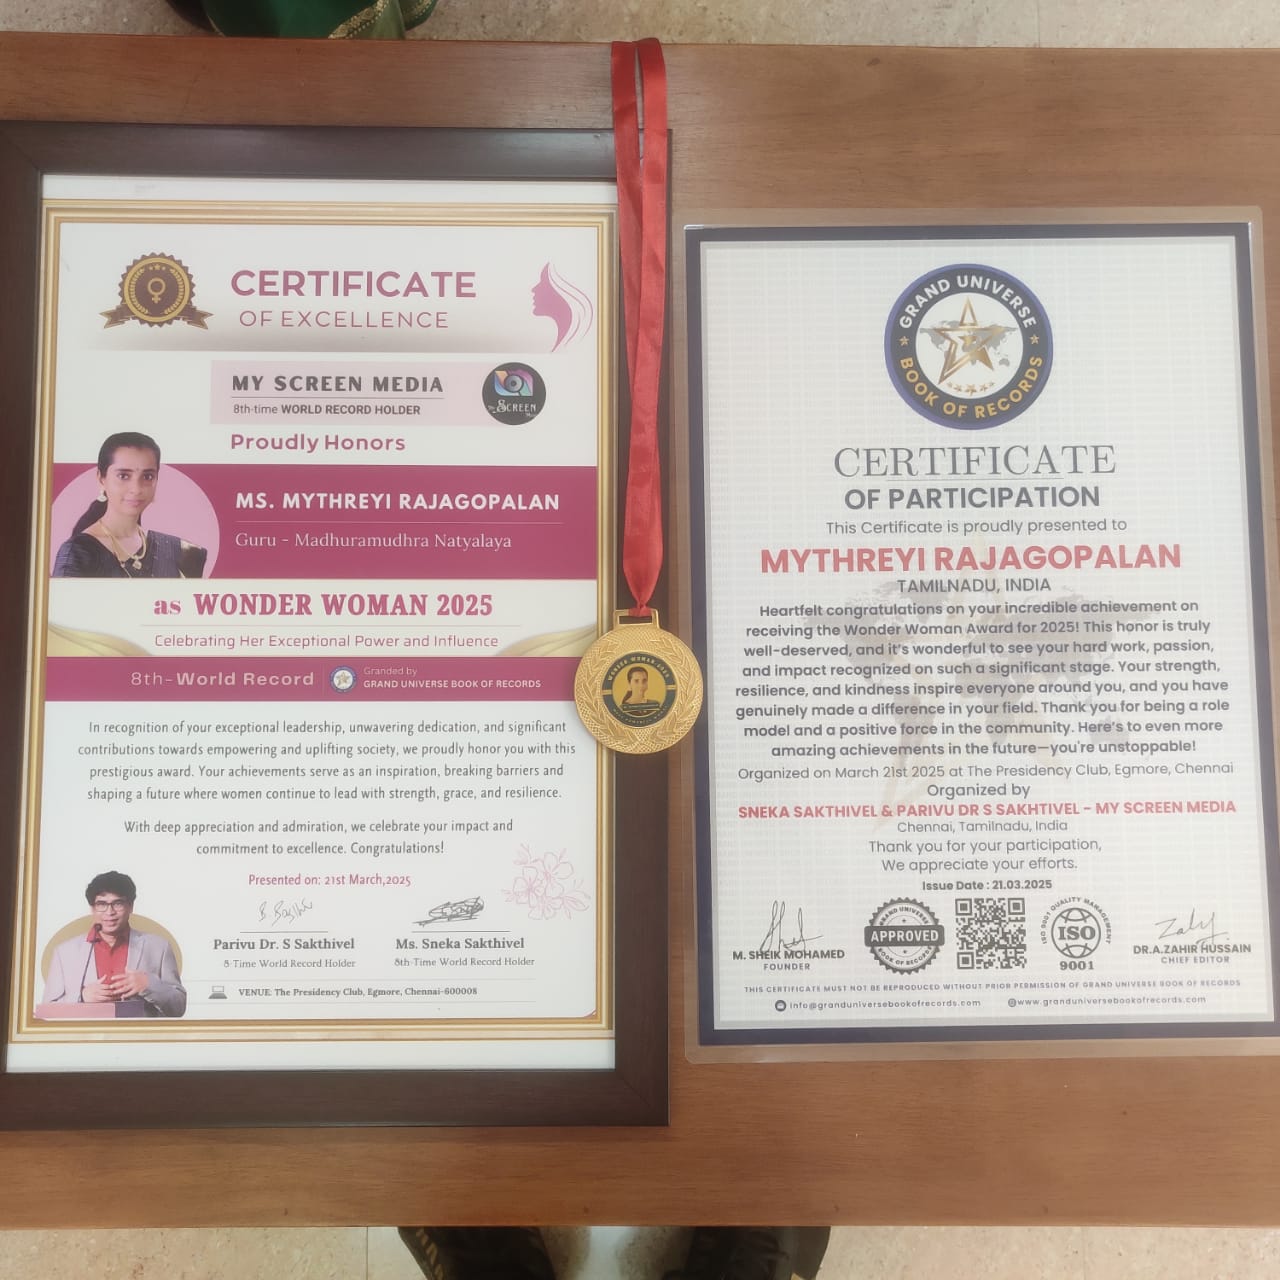 CERTIFICATE
OF EXCELLENCE
MY SCREEN MEDIA
8th-time WORLD RECORD HOLDER
SCREEN
Proudly Honors
MS. MYTHREYI RAJAGOPALAN
Guru - Madhuramudhra Natyalaya
as WONDER WOMAN 2025
Celebrating Her Exceptional Power and Influence
8th-World Record
Granded by
GRAND UNIVERSE BOOK OF RECORDS
In recognition of your exceptional leadership, unwavering dedication, and significant
contributions towards empowering and uplifting society, we proudly honor you with this
prestigious award. Your achievements serve as an inspiration, breaking barriers and
shaping a future where women continue to lead with strength, grace, and resilience.
With deep appreciation and admiration, we celebrate your impact and
commitment to excellence. Congratulations!
Presented on: 21st March,2025
Parivu Dr. S Sakthivel
8-Time World Record Holder
Ms. Sneka Sakthivel
8th-Time World Record Holder
VENUE: The Presidency Club, Egmore, Chennai-600008
WONDER WOMAN 2025
GRAND UNIVERSE
BOOK OF RECORDS
CERTIFICATE
OF PARTICIPATION
This Certificate is proudly presented to
MYTHREYI RAJAGOPALAN
TAMILNADU, INDIA
Heartfelt congratulations on your incredible achievement on
receiving the Wonder Woman Award for 2025! This honor is truly
well-deserved, and it's wonderful to see your hard work, passion,
and impact recognized on such a significant stage. Your strength,
resilience, and kindness inspire everyone around you, and you have
genuinely made a difference in your field. Thank you for being a role
model and a positive force in the community. Here's to even more
amazing achievements in the future—you're unstoppable!
Organized on March 21st 2025 at The Presidency Club, Egmore, Chennai
Organized by
SNEKA SAKTHIVEL & PARIVU DR S SAKHTIVEL - MY SCREEN MEDIA
Chennai, Tamilnadu, India
Thank you for your participation,
We appreciate your efforts.
Issue Date : 21.03.2025
M. SHEIK MOHAMED
FOUNDER
GRAND UNIVERSE
APPROVED
BOOK OF RECORDS
ISO 9001 QUALITY MANAGEMENT
ISO
9001
DR.A.ZAHIR HUSSAIN
CHIEF EDITOR
THIS CERTIFICATE MUST NOT BE REPRODUCED WITHOUT PRIOR PERMISSION OF GRAND UNIVERSE BOOK OF RECORDS
info@granduniversebookofrecords.com
www.granduniversebookofrecords.com